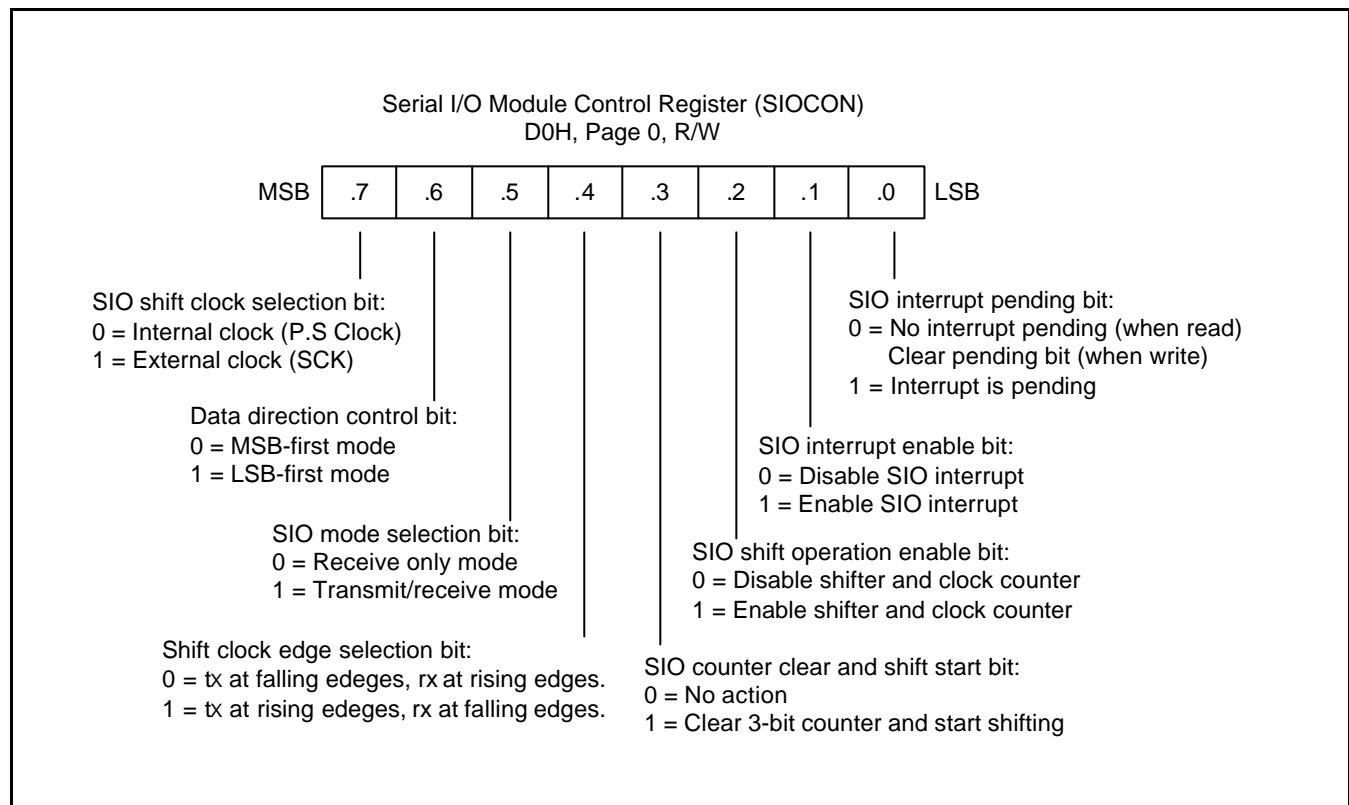 Serial I/O Module Control Register (SIOCON)
D0H, Page 0, R/W
MSB .7 .6 .5 .4 .3 .2 .1 .0 LSB
SIO shift clock selection bit:
0 = Internal clock (P.S Clock)
1 = External clock (SCK)
Data direction control bit:
0 = MSB-first mode
1 = LSB-first mode
SIO mode selection bit:
0 = Receive only mode
1 = Transmit/receive mode
Shift clock edge selection bit:
0 = tx at falling edeges, rx at rising edges.
1 = tx at rising edeges, rx at falling edges.
SIO interrupt pending bit:
0 = No interrupt pending (when read)
Clear pending bit (when write)
1 = Interrupt is pending
SIO interrupt enable bit:
0 = Disable SIO interrupt
1 = Enable SIO interrupt
SIO shift operation enable bit:
0 = Disable shifter and clock counter
1 = Enable shifter and clock counter
SIO counter clear and shift start bit:
0 = No action
1 = Clear 3-bit counter and start shifting